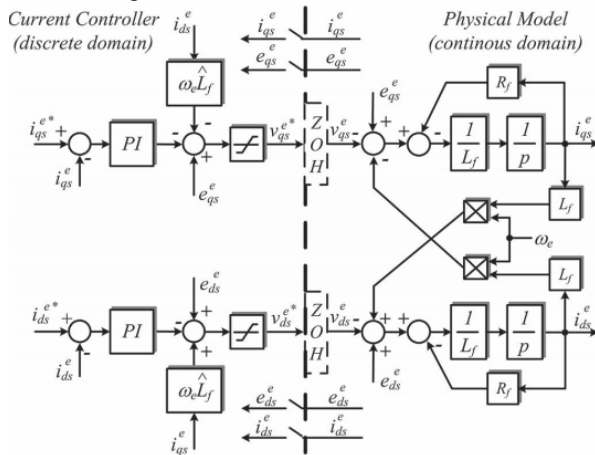 Current Controller
(discrete domain)
Physical Model
(continous domain)
i_ds^e
i_qs^e i_qs^e
e_qs^e e_qs^e
ω_e L̂_f
e_qs^e
R_f
i_qs^e* + - PI - - + v_qs^e* Z O H v_qs^e - + - + - 1/L_f 1/p i_qs^e
i_qs^e
e_qs^e
L_f
ω_e
L_f
e_ds^e
i_ds^e* + - PI - + + v_ds^e* Z O H v_ds^e - + + + - 1/L_f 1/p i_ds^e
i_ds^e
ω_e L̂_f
e_ds^e
R_f
i_qs^e
e_ds^e e_ds^e
i_ds^e i_ds^e